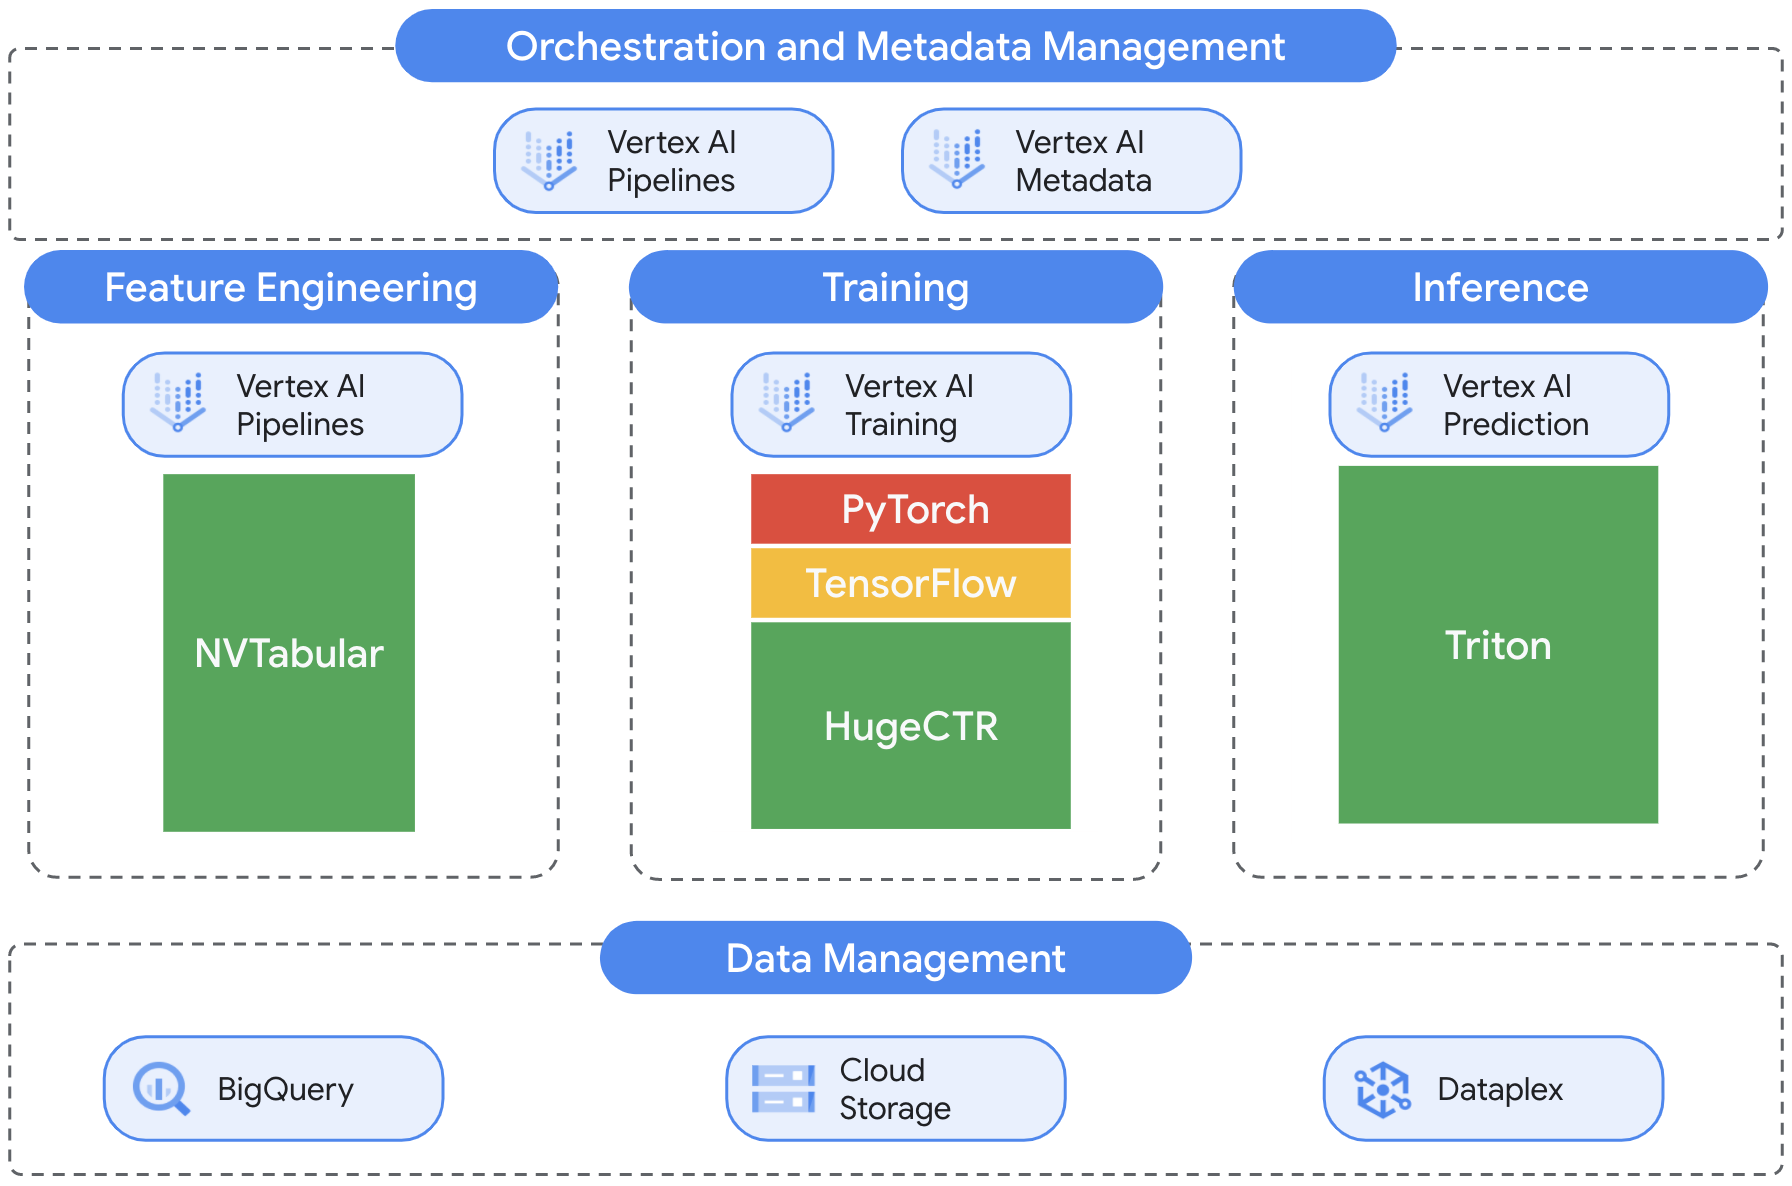 Orchestration and Metadata Management
Vertex AI
Pipelines
Vertex AI
Metadata
Feature Engineering
Vertex AI
Pipelines
NVTabular
Training
Vertex AI
Training
PyTorch
TensorFlow
HugeCTR
Inference
Vertex AI
Prediction
Triton
Data Management
BigQuery
Cloud
Storage
Dataplex